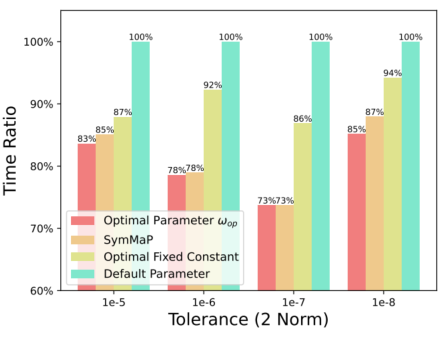 Time Ratio
100%
90%
80%
70%
60%
83%
85%
87%
100%
78%
78%
92%
100%
73%
73%
86%
100%
85%
87%
94%
100%
Optimal Parameter ω_op
SymMaP
Optimal Fixed Constant
Default Parameter
1e-5
1e-6
1e-7
1e-8
Tolerance (2 Norm)